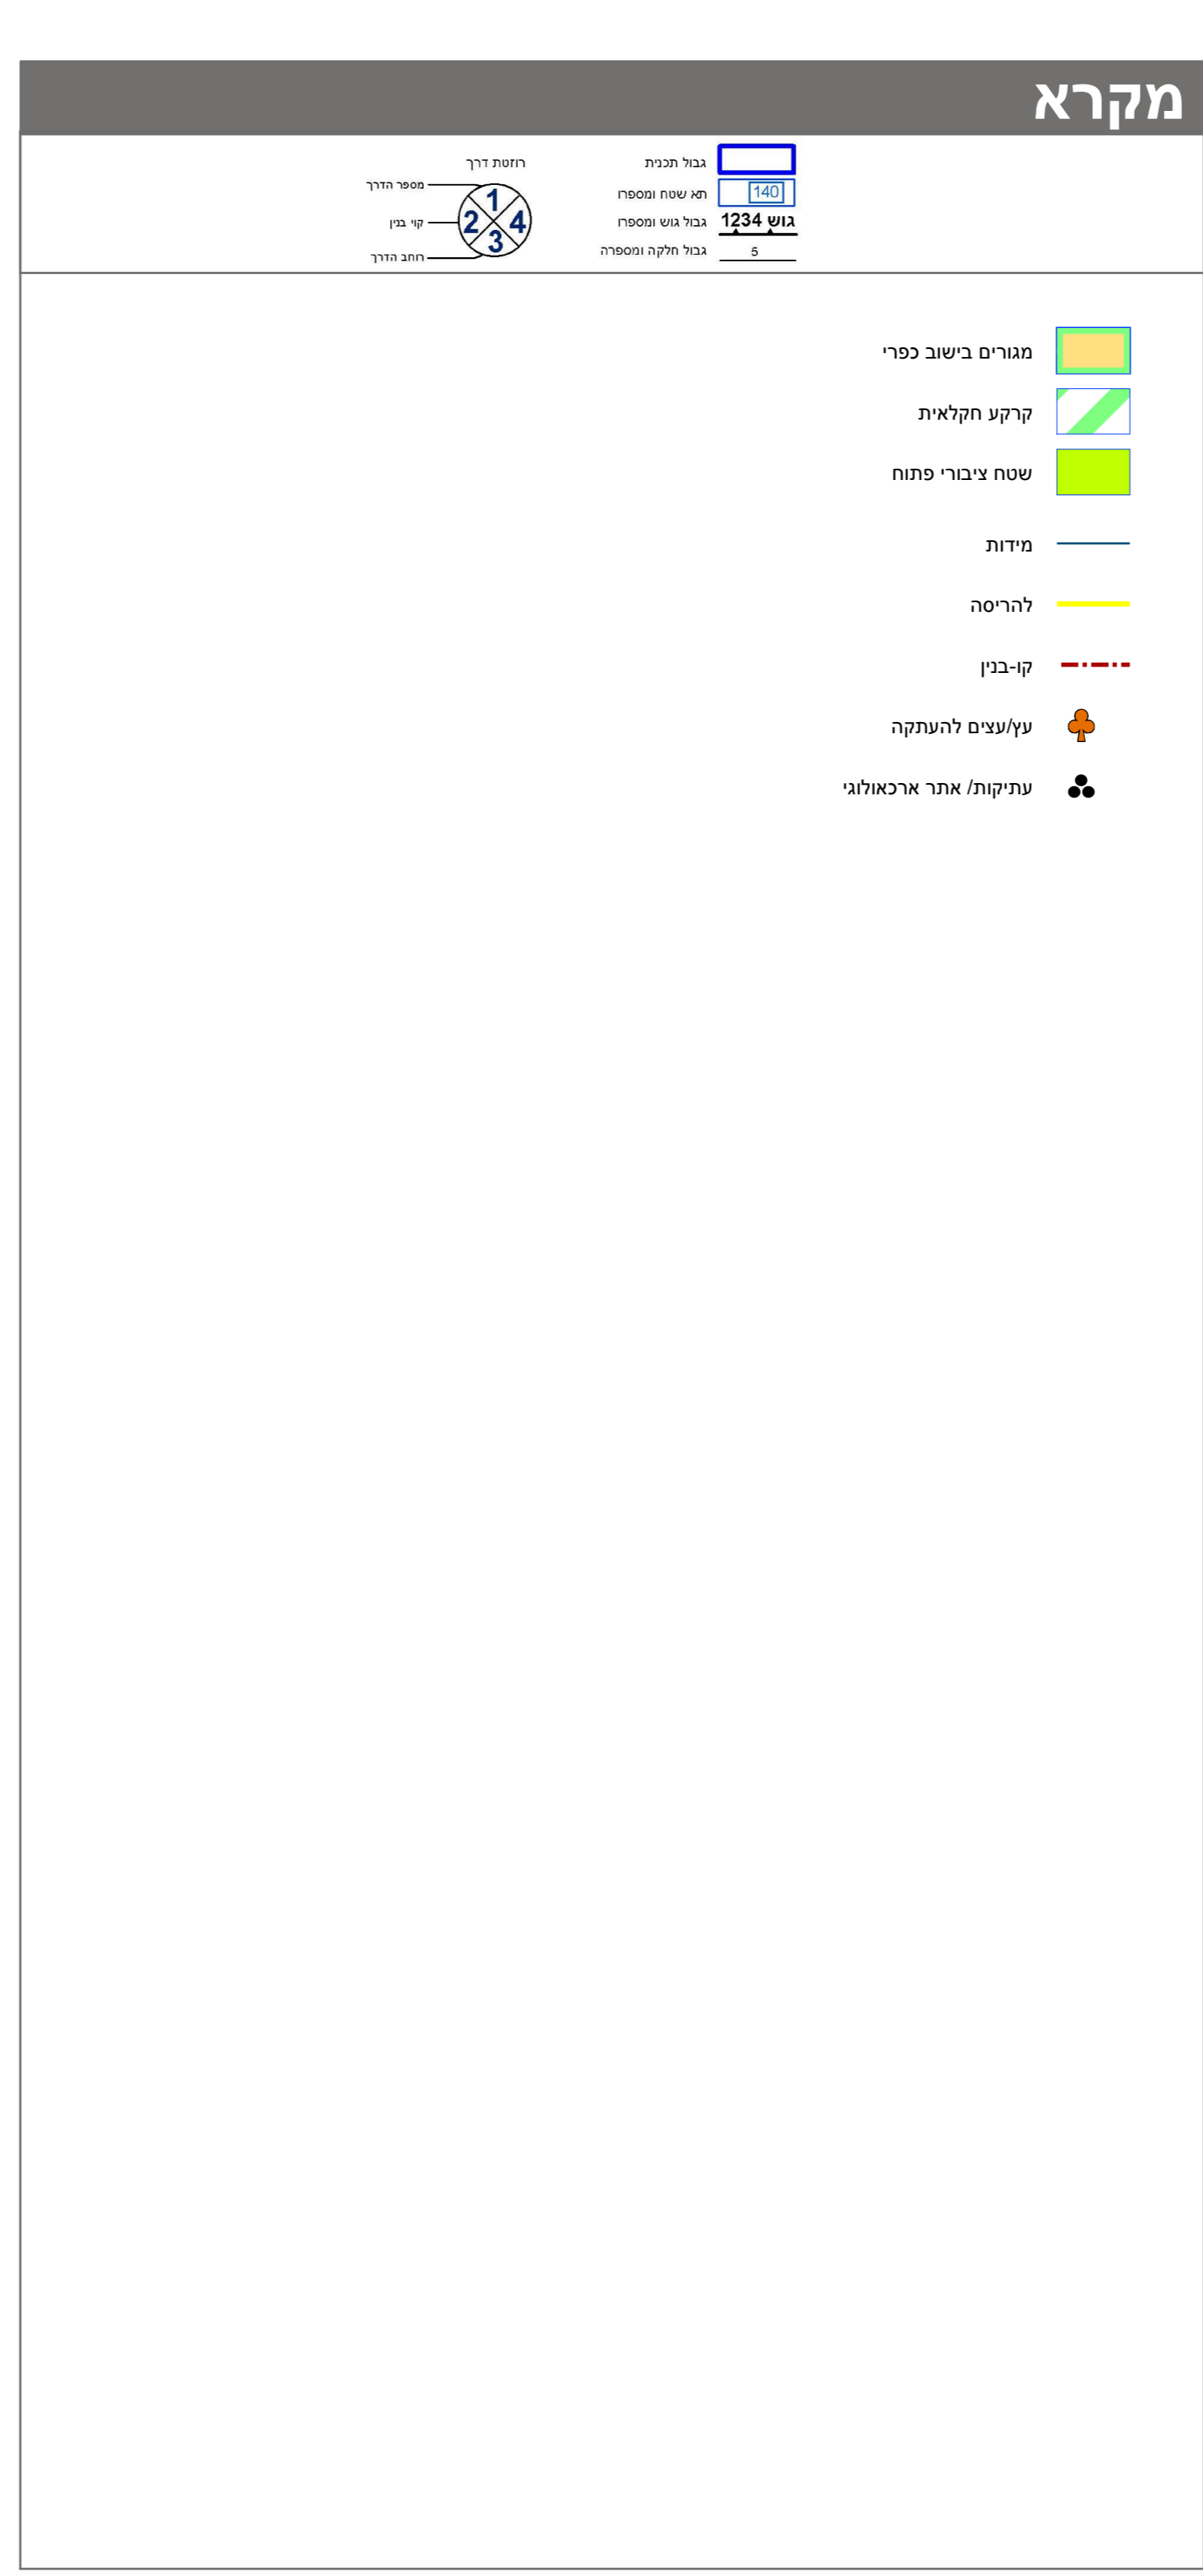 מקרא
גבול תכנית
140 תא שטח ומספרו
גוש 1234 גבול גוש ומספרו
5 גבול חלקה ומספרה
רוזטת דרך
מספר הדרך
קוי בנין
רוחב הדרך
1
4 2
3
מגורים בישוב כפרי
קרקע חקלאית
שטח ציבורי פתוח
מידות
להריסה
קו-בנין
עץ/עצים להעתקה
עתיקות/ אתר ארכאולוגי